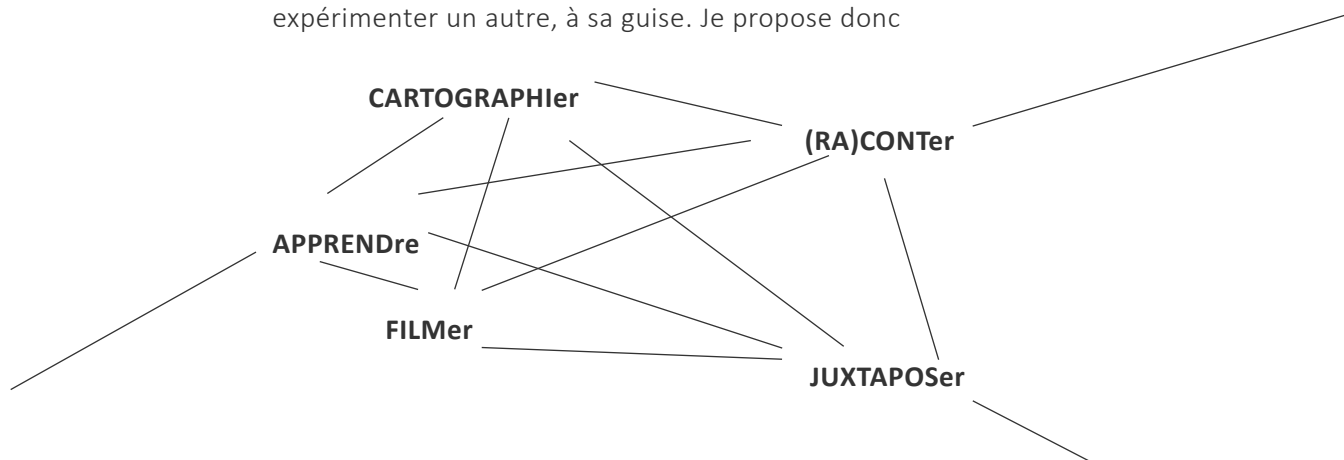 expérimenter un autre, à sa guise. Je propose donc
CARTOGRAPHIer
(RA)CONTer
APPRENDre
FILMer
JUXTAPOSer